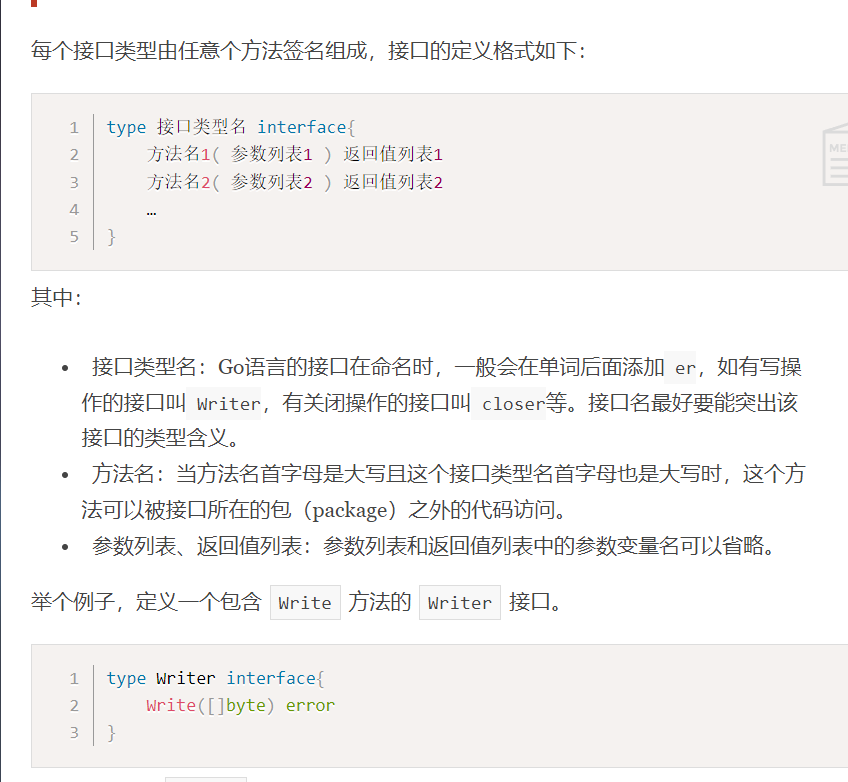 每个接口类型由任意个方法签名组成，接口的定义格式如下：
1 type 接口类型名 interface{
2 方法名1( 参数列表1 ) 返回值列表1
3 方法名2( 参数列表2 ) 返回值列表2
4 …
5 }
其中：
• 接口类型名：Go语言的接口在命名时，一般会在单词后面添加 er，如有写操
作的接口叫 Writer，有关闭操作的接口叫 closer等。接口名最好要能突出该
接口的类型含义。
• 方法名：当方法名首字母是大写且这个接口类型名首字母也是大写时，这个方
法可以被接口所在的包（package）之外的代码访问。
• 参数列表、返回值列表：参数列表和返回值列表中的参数变量名可以省略。
举个例子，定义一个包含 Write 方法的 Writer 接口。
1 type Writer interface{
2 Write([]byte) error
3 }